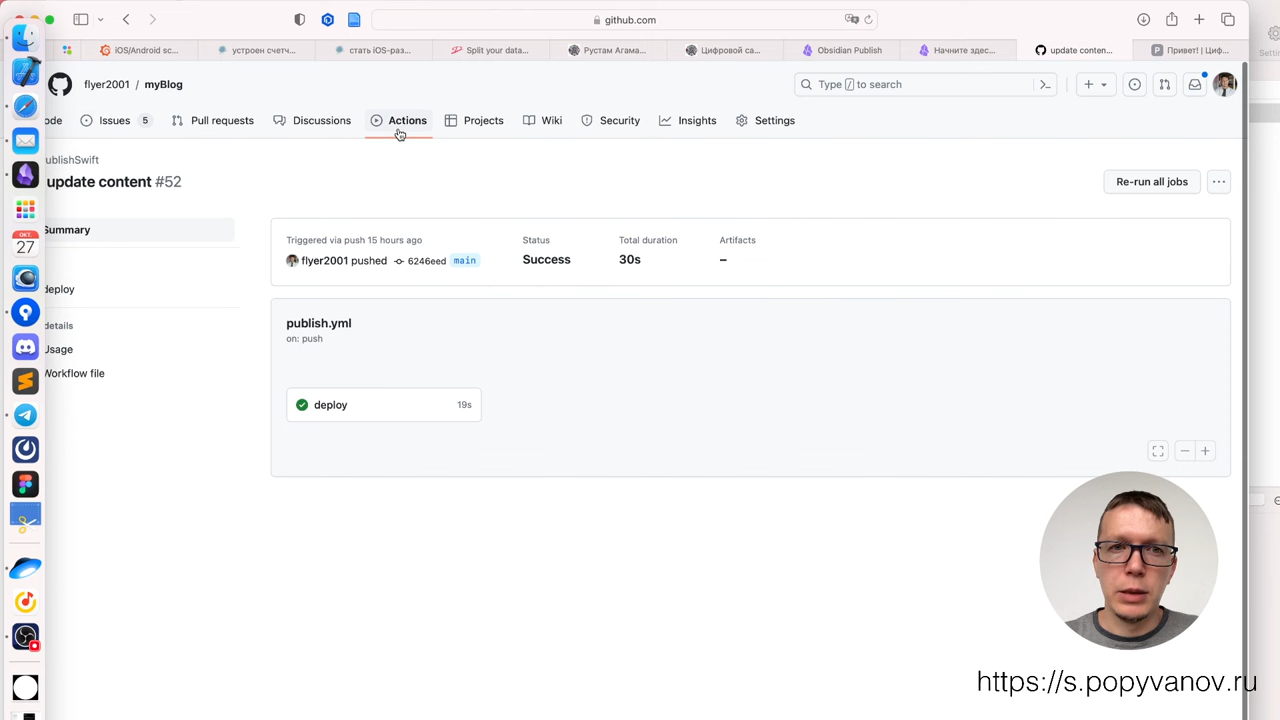 github.com
iOS/Android sc...
устроен счетч...
стать iOS-раз...
Split your data...
Рустам Агама...
Цифровой са...
Obsidian Publish
Начните здес...
update conten...
Привет! | Циф...
flyer2001 / myBlog
Type / to search
ode
Issues 5
Pull requests
Discussions
Actions
Projects
Wiki
Security
Insights
Settings
ublishSwift
update content #52
Re-run all jobs
Summary
deploy
details
Usage
Workflow file
Triggered via push 15 hours ago
flyer2001 pushed 6246eed main
Status
Success
Total duration
30s
Artifacts
–
publish.yml
on: push
deploy 19s
ОКТ.
27
https://s.popyvanov.ru